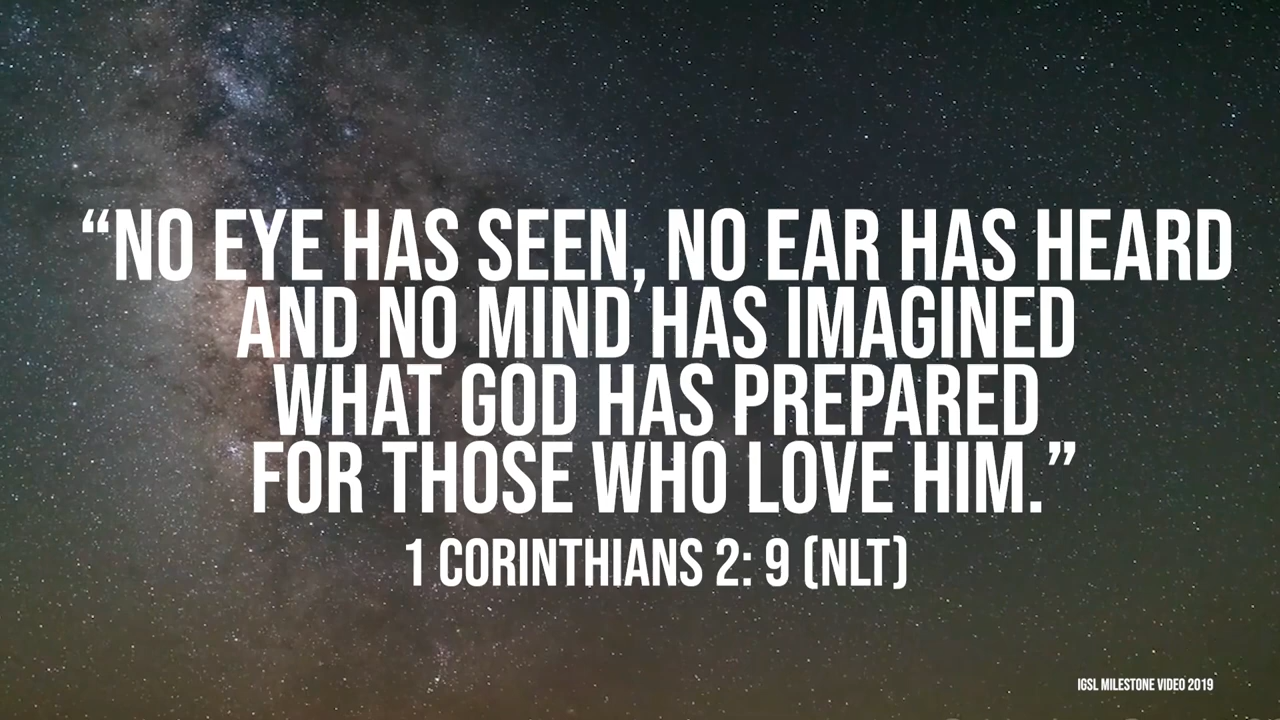 “NO EYE HAS SEEN, NO EAR HAS HEARD
AND NO MIND HAS IMAGINED
WHAT GOD HAS PREPARED
FOR THOSE WHO LOVE HIM.”
1 CORINTHIANS 2: 9 (NLT)
IGSL MILESTONE VIDEO 2019